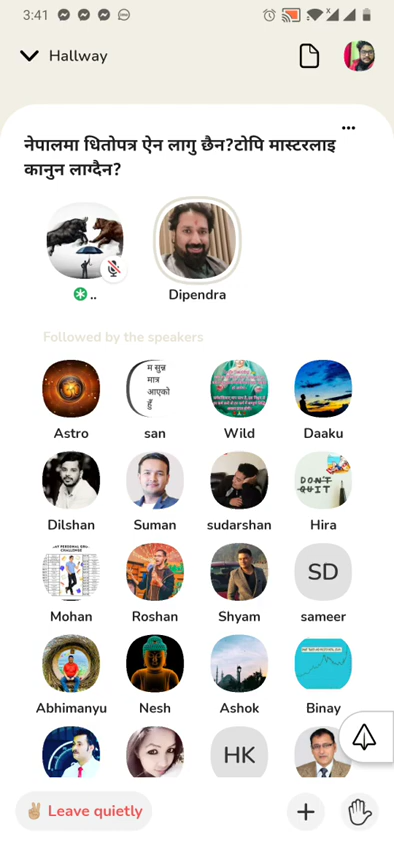 3:41
Hallway
नेपालमा धितोपत्र ऐन लागु छैन?टोपि मास्टरलाइ
कानुन लाग्दैन?
..
Dipendra
Followed by the speakers
म सुन्न
मात्र
आएको
हुँ
Astro
san
Wild
Daaku
DON'T
QUIT
Dilshan
Suman
sudarshan
Hira
CHALLENGE
SD
Mohan
Roshan
Shyam
sameer
Abhimanyu
Nesh
Ashok
Binay
HK
Leave quietly